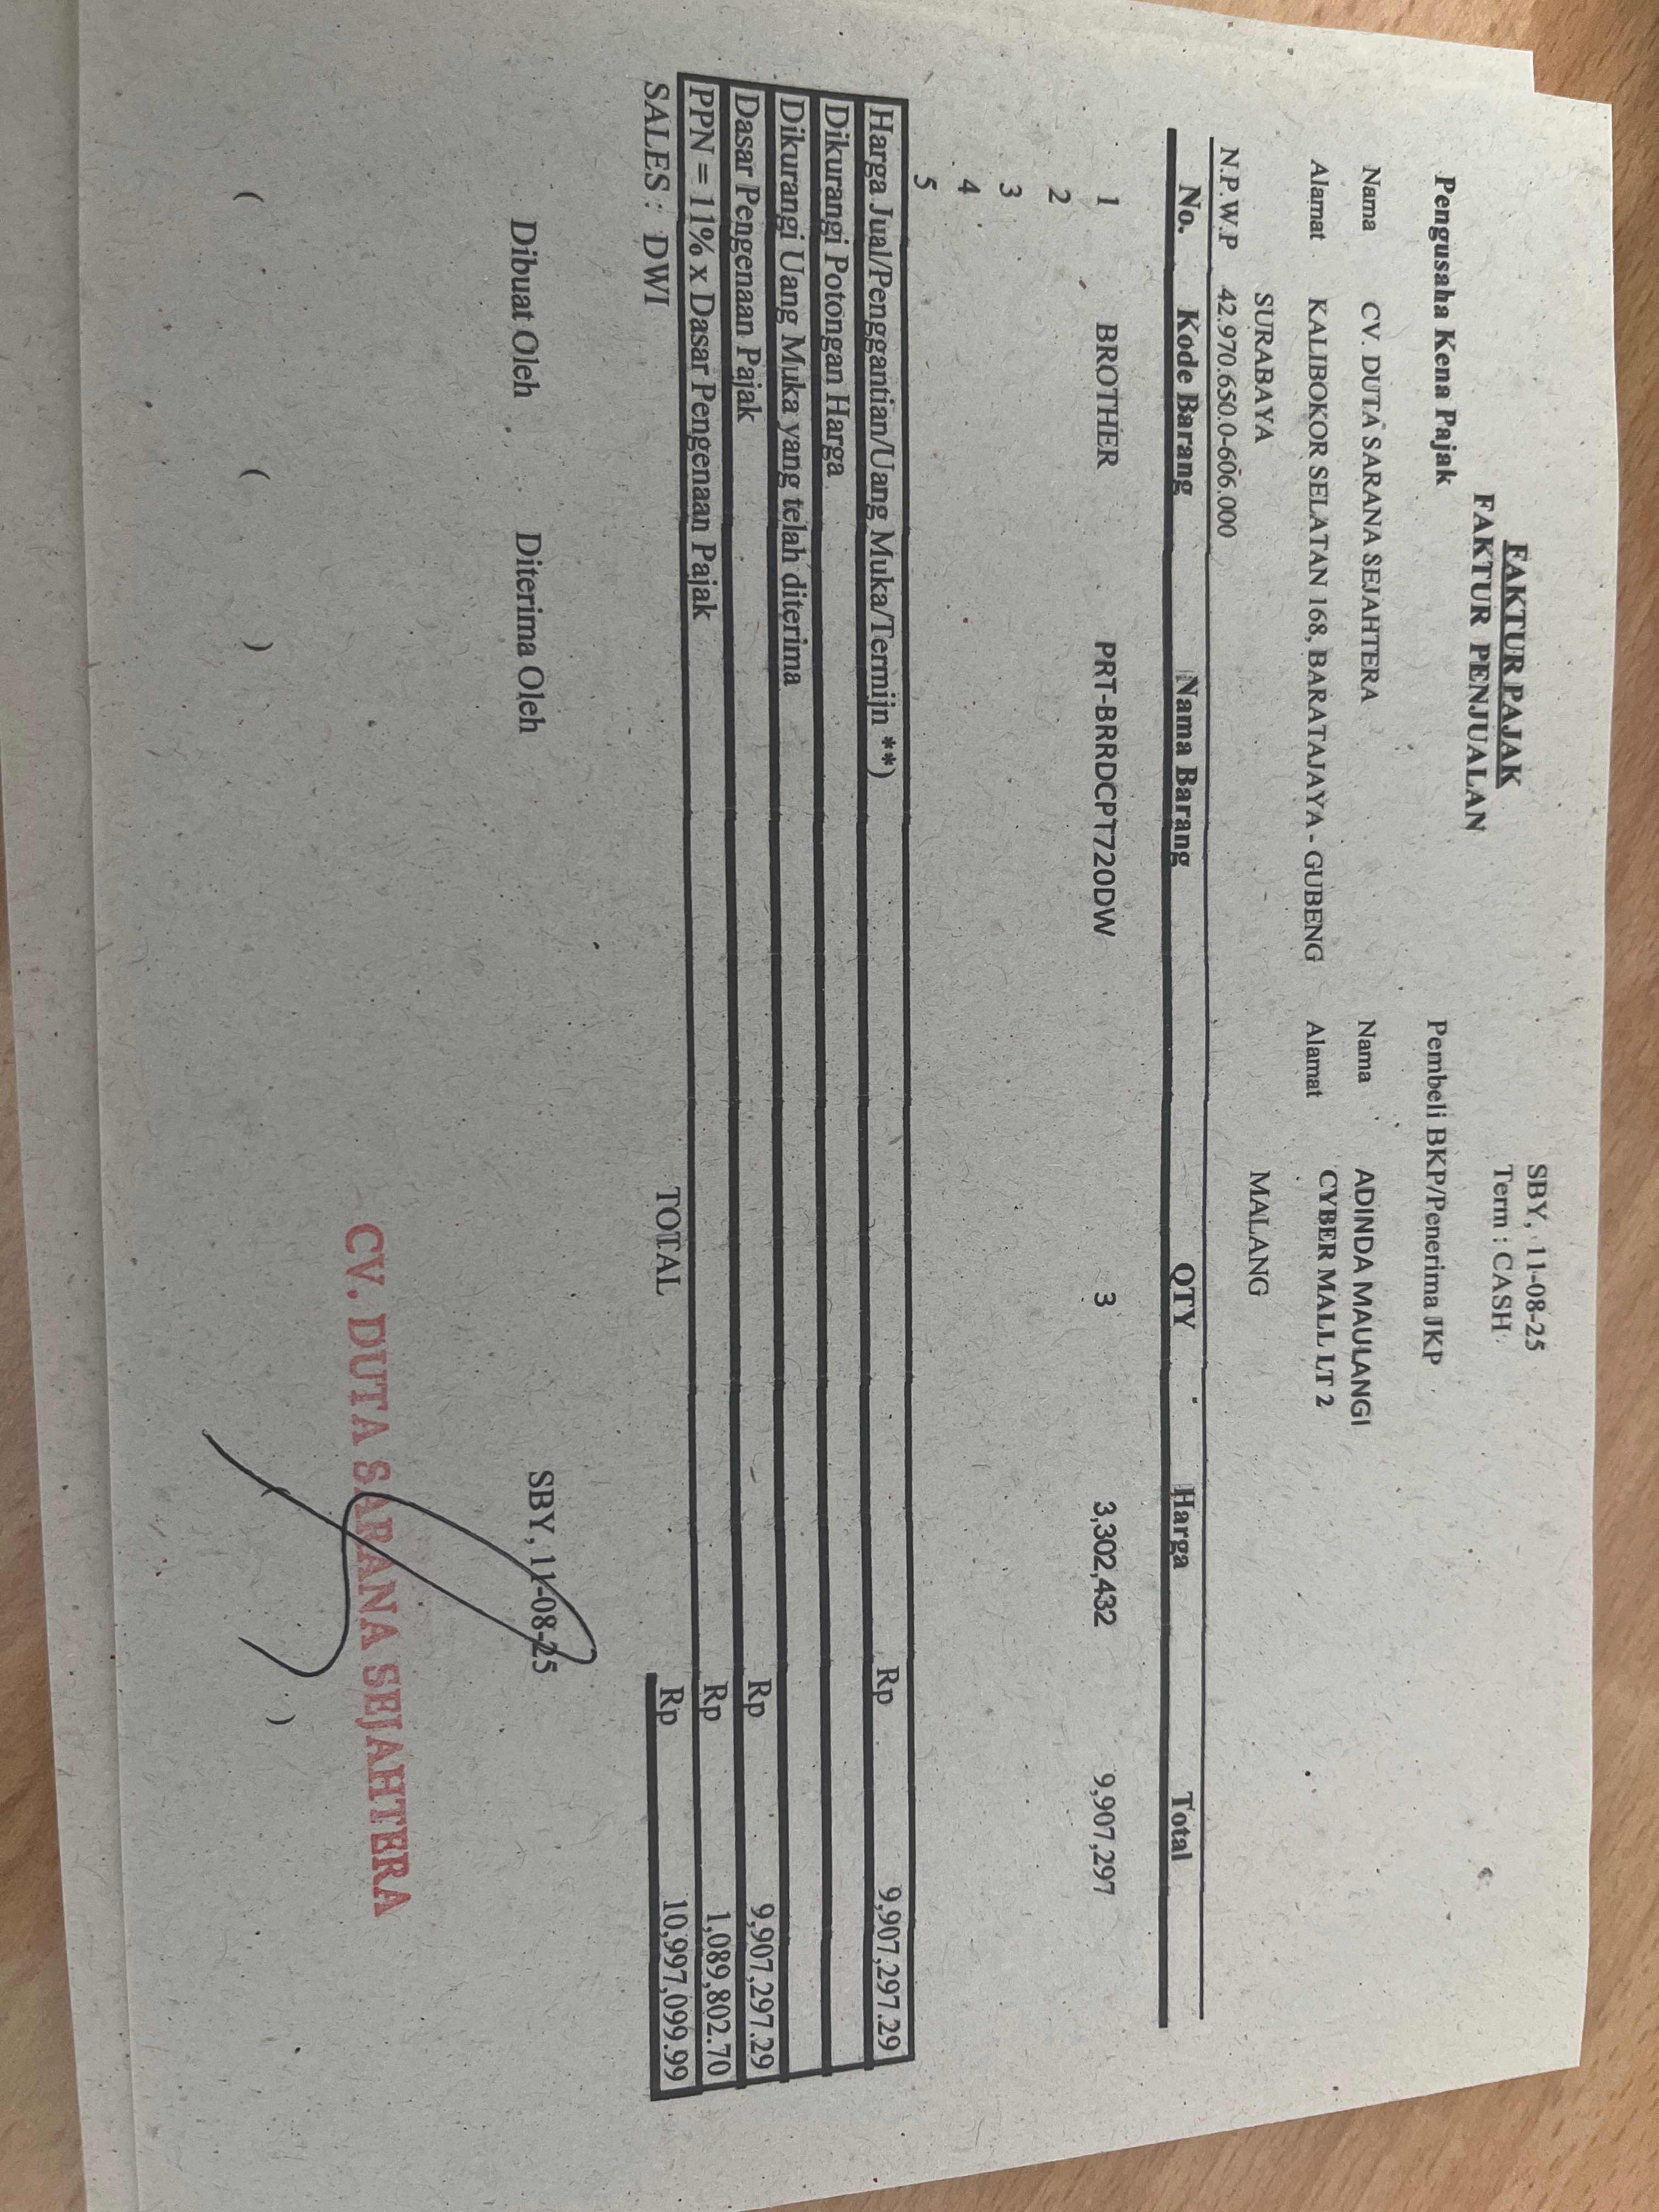 SBY, 11-08-25
FAKTUR PAJAK Term : CASH
FAKTUR PENJUALAN
Pengusaha Kena Pajak Pembeli BKP/Penerima JKP
Nama CV. DUTA SARANA SEJAHTERA Nama ADINDA MAULANGI
Alamat KALIBOKOR SELATAN 168, BARATAJAYA - GUBENG Alamat CYBER MALL LT 2
SURABAYA MALANG
N.P.W.P 42.970.650.0-606.000
No. Kode Barang Nama Barang QTY Harga Total
1 BROTHER PRT-BRRDCPT720DW 3 3,302,432 9,907,297
2
3
4
5
Harga Jual/Penggantian/Uang Muka/Termijn **) Rp 9,907,297.29
Dikurangi Potongan Harga
Dikurangi Uang Muka yang telah diterima
Dasar Pengenaan Pajak Rp 9,907,297.29
PPN = 11% x Dasar Pengenaan Pajak Rp 1,089,802.70
SALES : DWI TOTAL Rp 10,997,099.99
Dibuat Oleh Diterima Oleh SBY, 11-08-25
CV. DUTA SARANA SEJAHTERA
( ( ) ( )